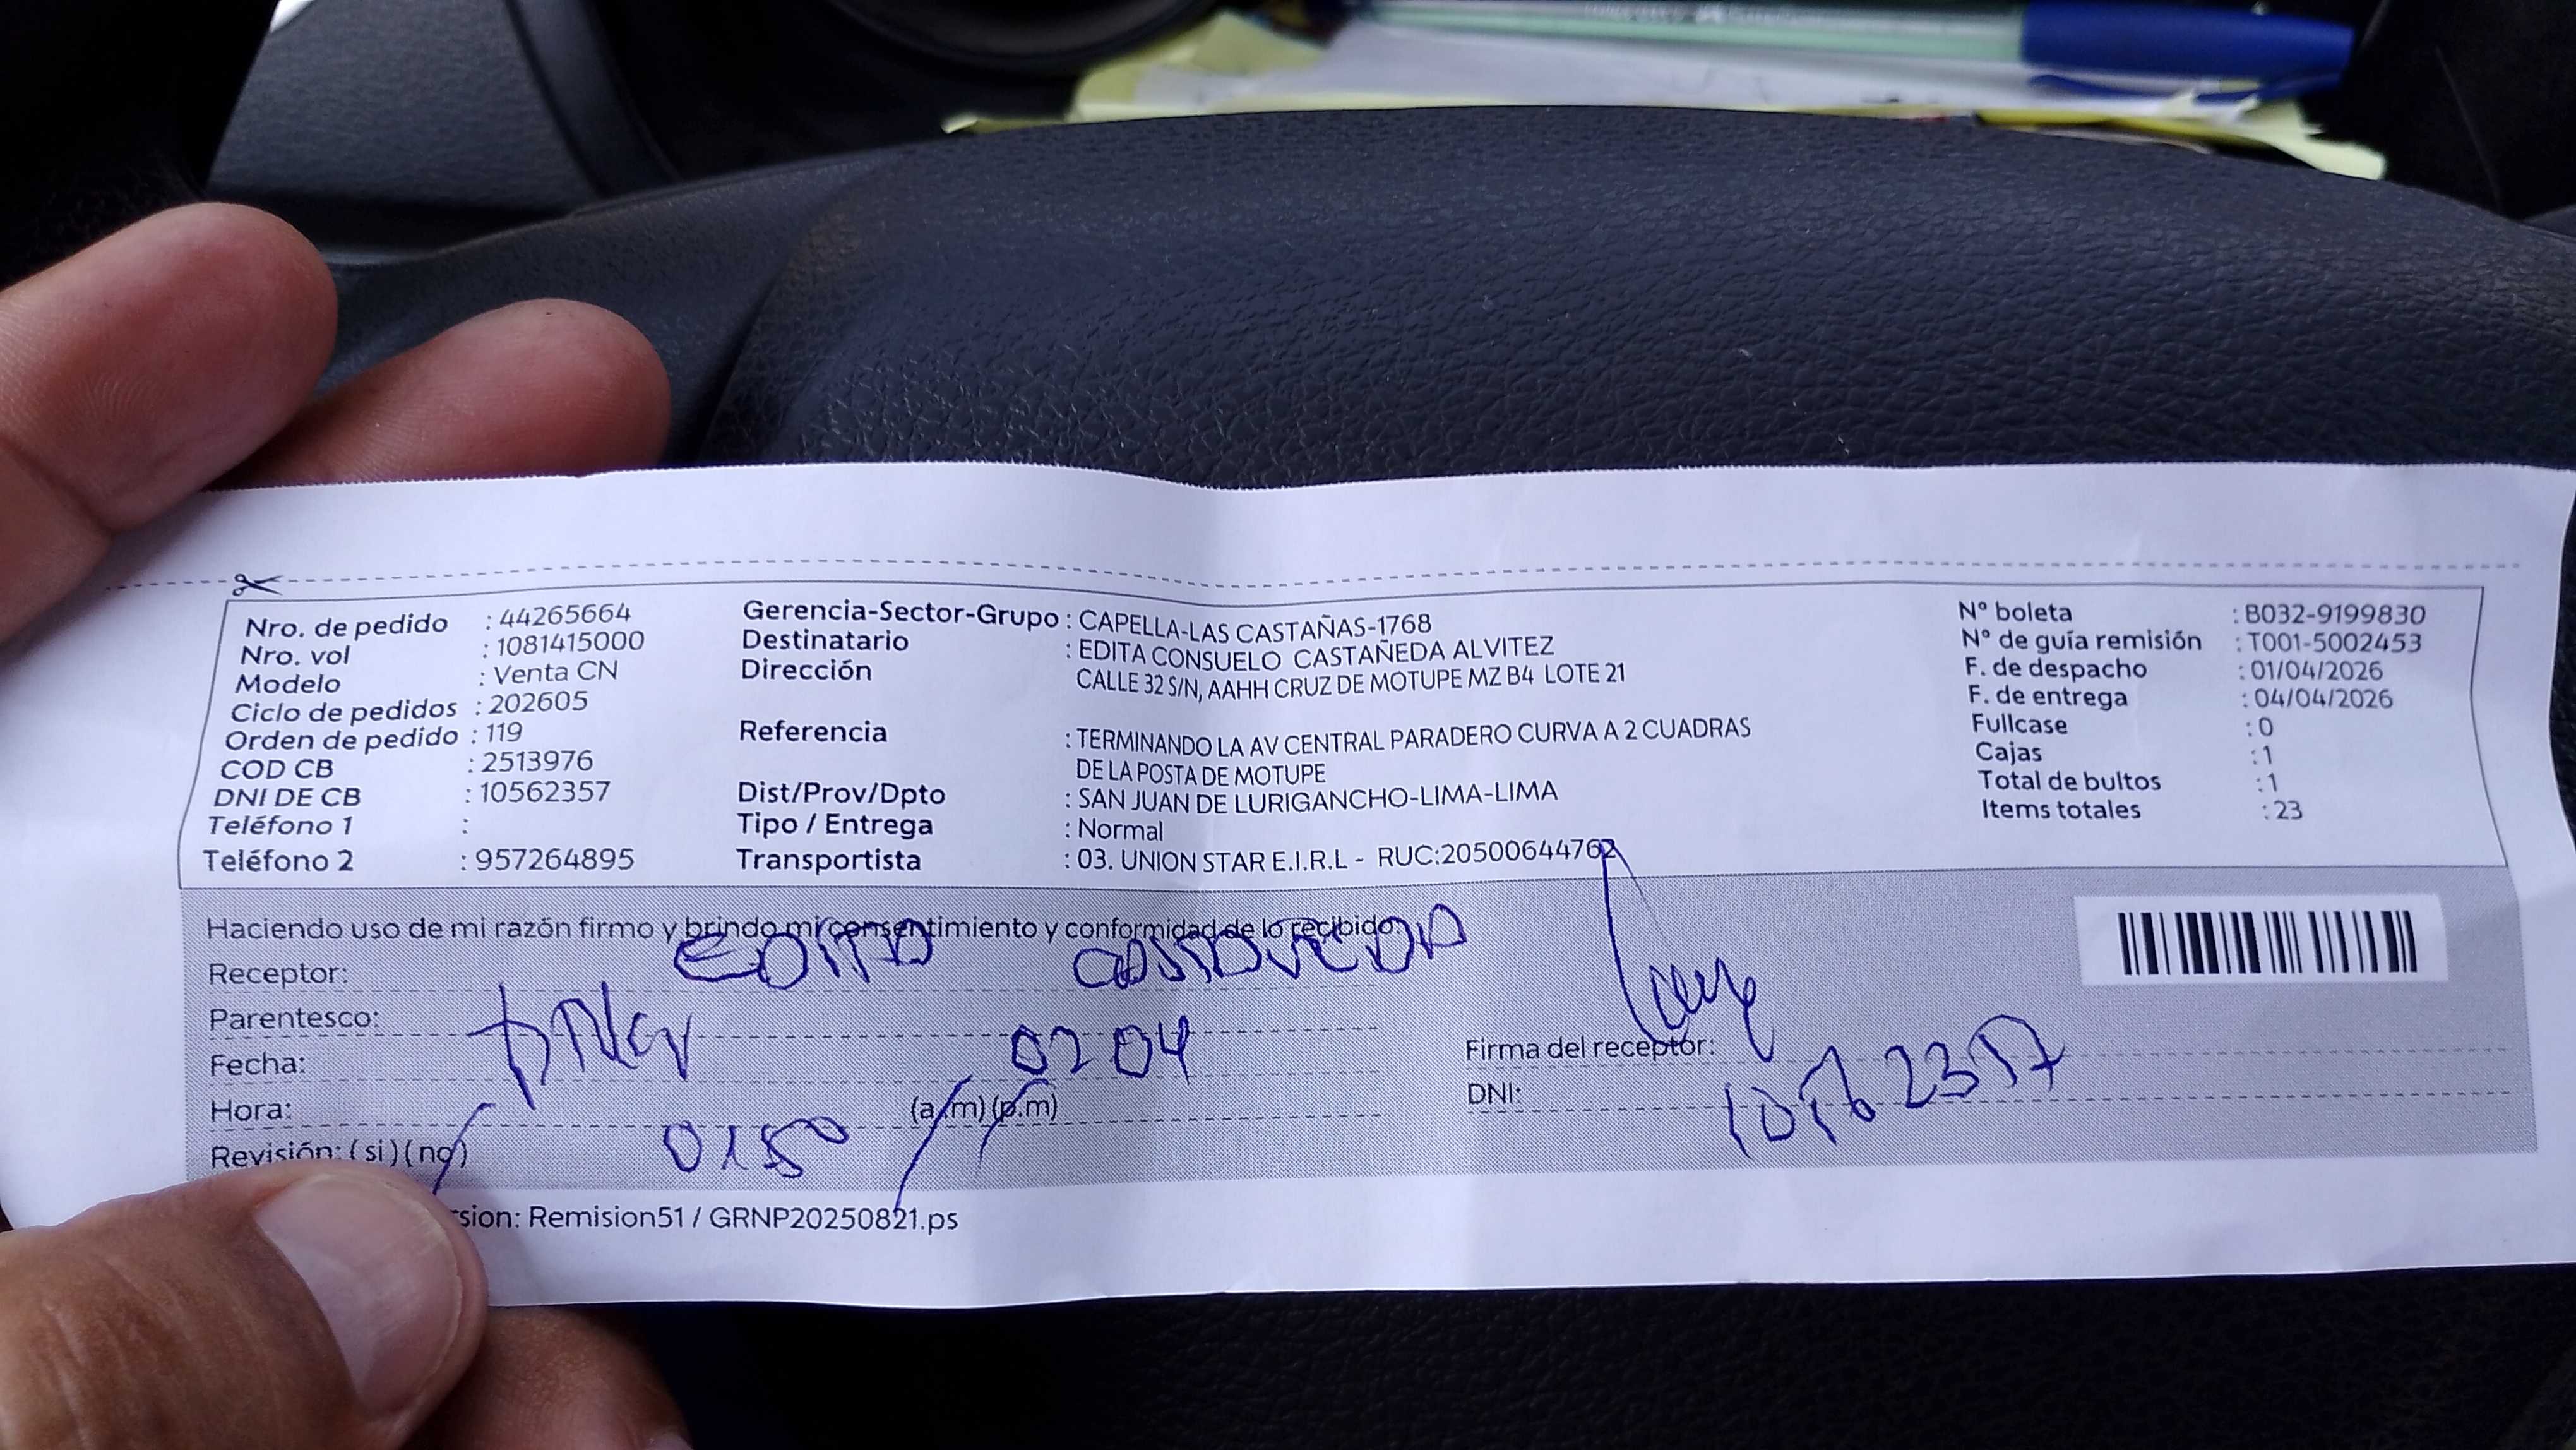 Nro. de pedido : 44265664
Nro. vol : 1081415000
Modelo : Venta CN
Ciclo de pedidos : 202605
Orden de pedido : 119
COD CB : 2513976
DNI DE CB : 10562357
Teléfono 1 :
Teléfono 2 : 957264895
Gerencia-Sector-Grupo : CAPELLA-LAS CASTAÑAS-1768
Destinatario : EDITA CONSUELO CASTAÑEDA ALVITEZ
Dirección CALLE 32 S/N, AAHH CRUZ DE MOTUPE MZ B4 LOTE 21
Referencia : TERMINANDO LA AV CENTRAL PARADERO CURVA A 2 CUADRAS
DE LA POSTA DE MOTUPE
Dist/Prov/Dpto : SAN JUAN DE LURIGANCHO-LIMA-LIMA
Tipo / Entrega : Normal
Transportista : 03. UNION STAR E.I.R.L - RUC:20500644762
N° boleta : B032-9199830
N° de guía remisión : T001-5002453
F. de despacho : 01/04/2026
F. de entrega : 04/04/2026
Fullcase : 0
Cajas : 1
Total de bultos : 1
Items totales : 23
Haciendo uso de mi razón firmo y brindo mi consentimiento y conformidad de lo recibido:
Receptor: EDITA CASTAÑEDA
Parentesco:
Fecha: 02 04
Hora: 0150 (a.m) (p.m)
Revisión: (si) (no)
Firma del receptor:
DNI: 10562357
sion: Remision51 / GRNP20250821.ps